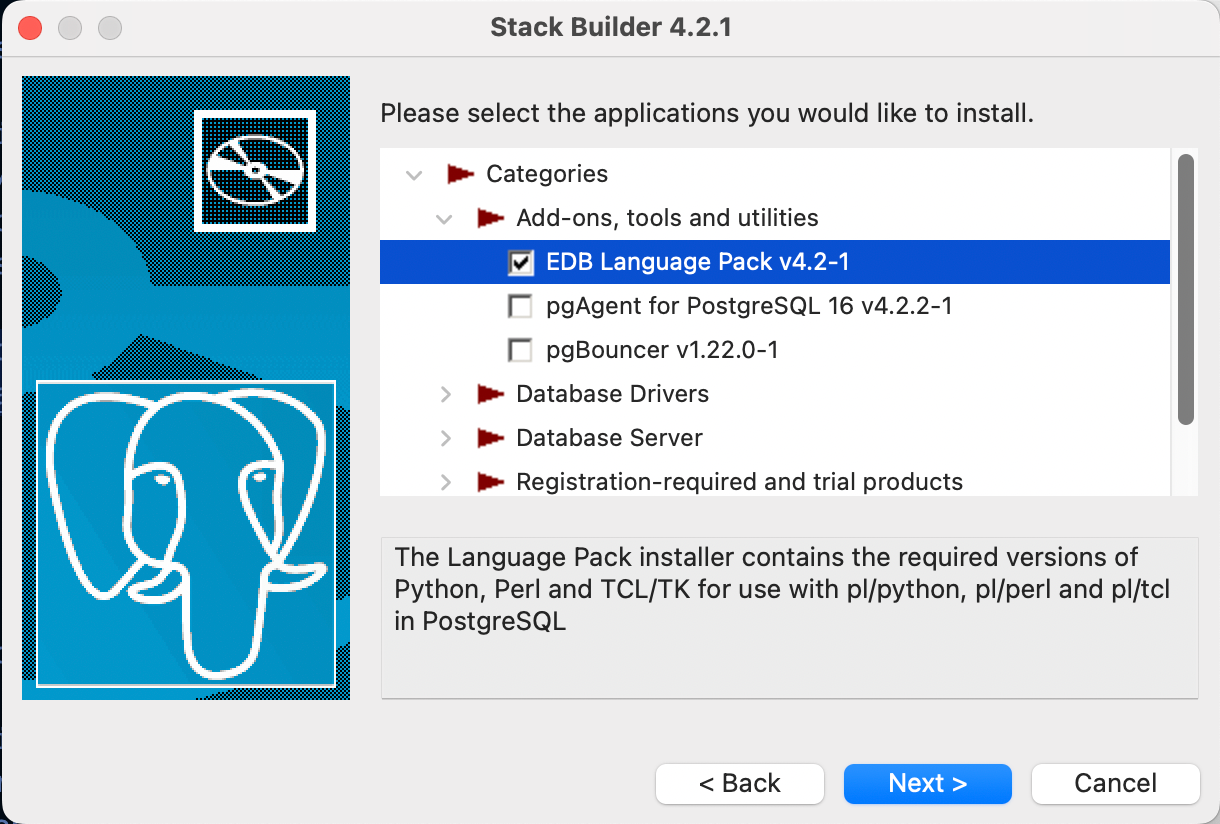 Stack Builder 4.2.1
Please select the applications you would like to install.
Categories
Add-ons, tools and utilities
EDB Language Pack v4.2-1
pgAgent for PostgreSQL 16 v4.2.2-1
pgBouncer v1.22.0-1
Database Drivers
Database Server
Registration-required and trial products
The Language Pack installer contains the required versions of
Python, Perl and TCL/TK for use with pl/python, pl/perl and pl/tcl
in PostgreSQL
< Back
Next >
Cancel